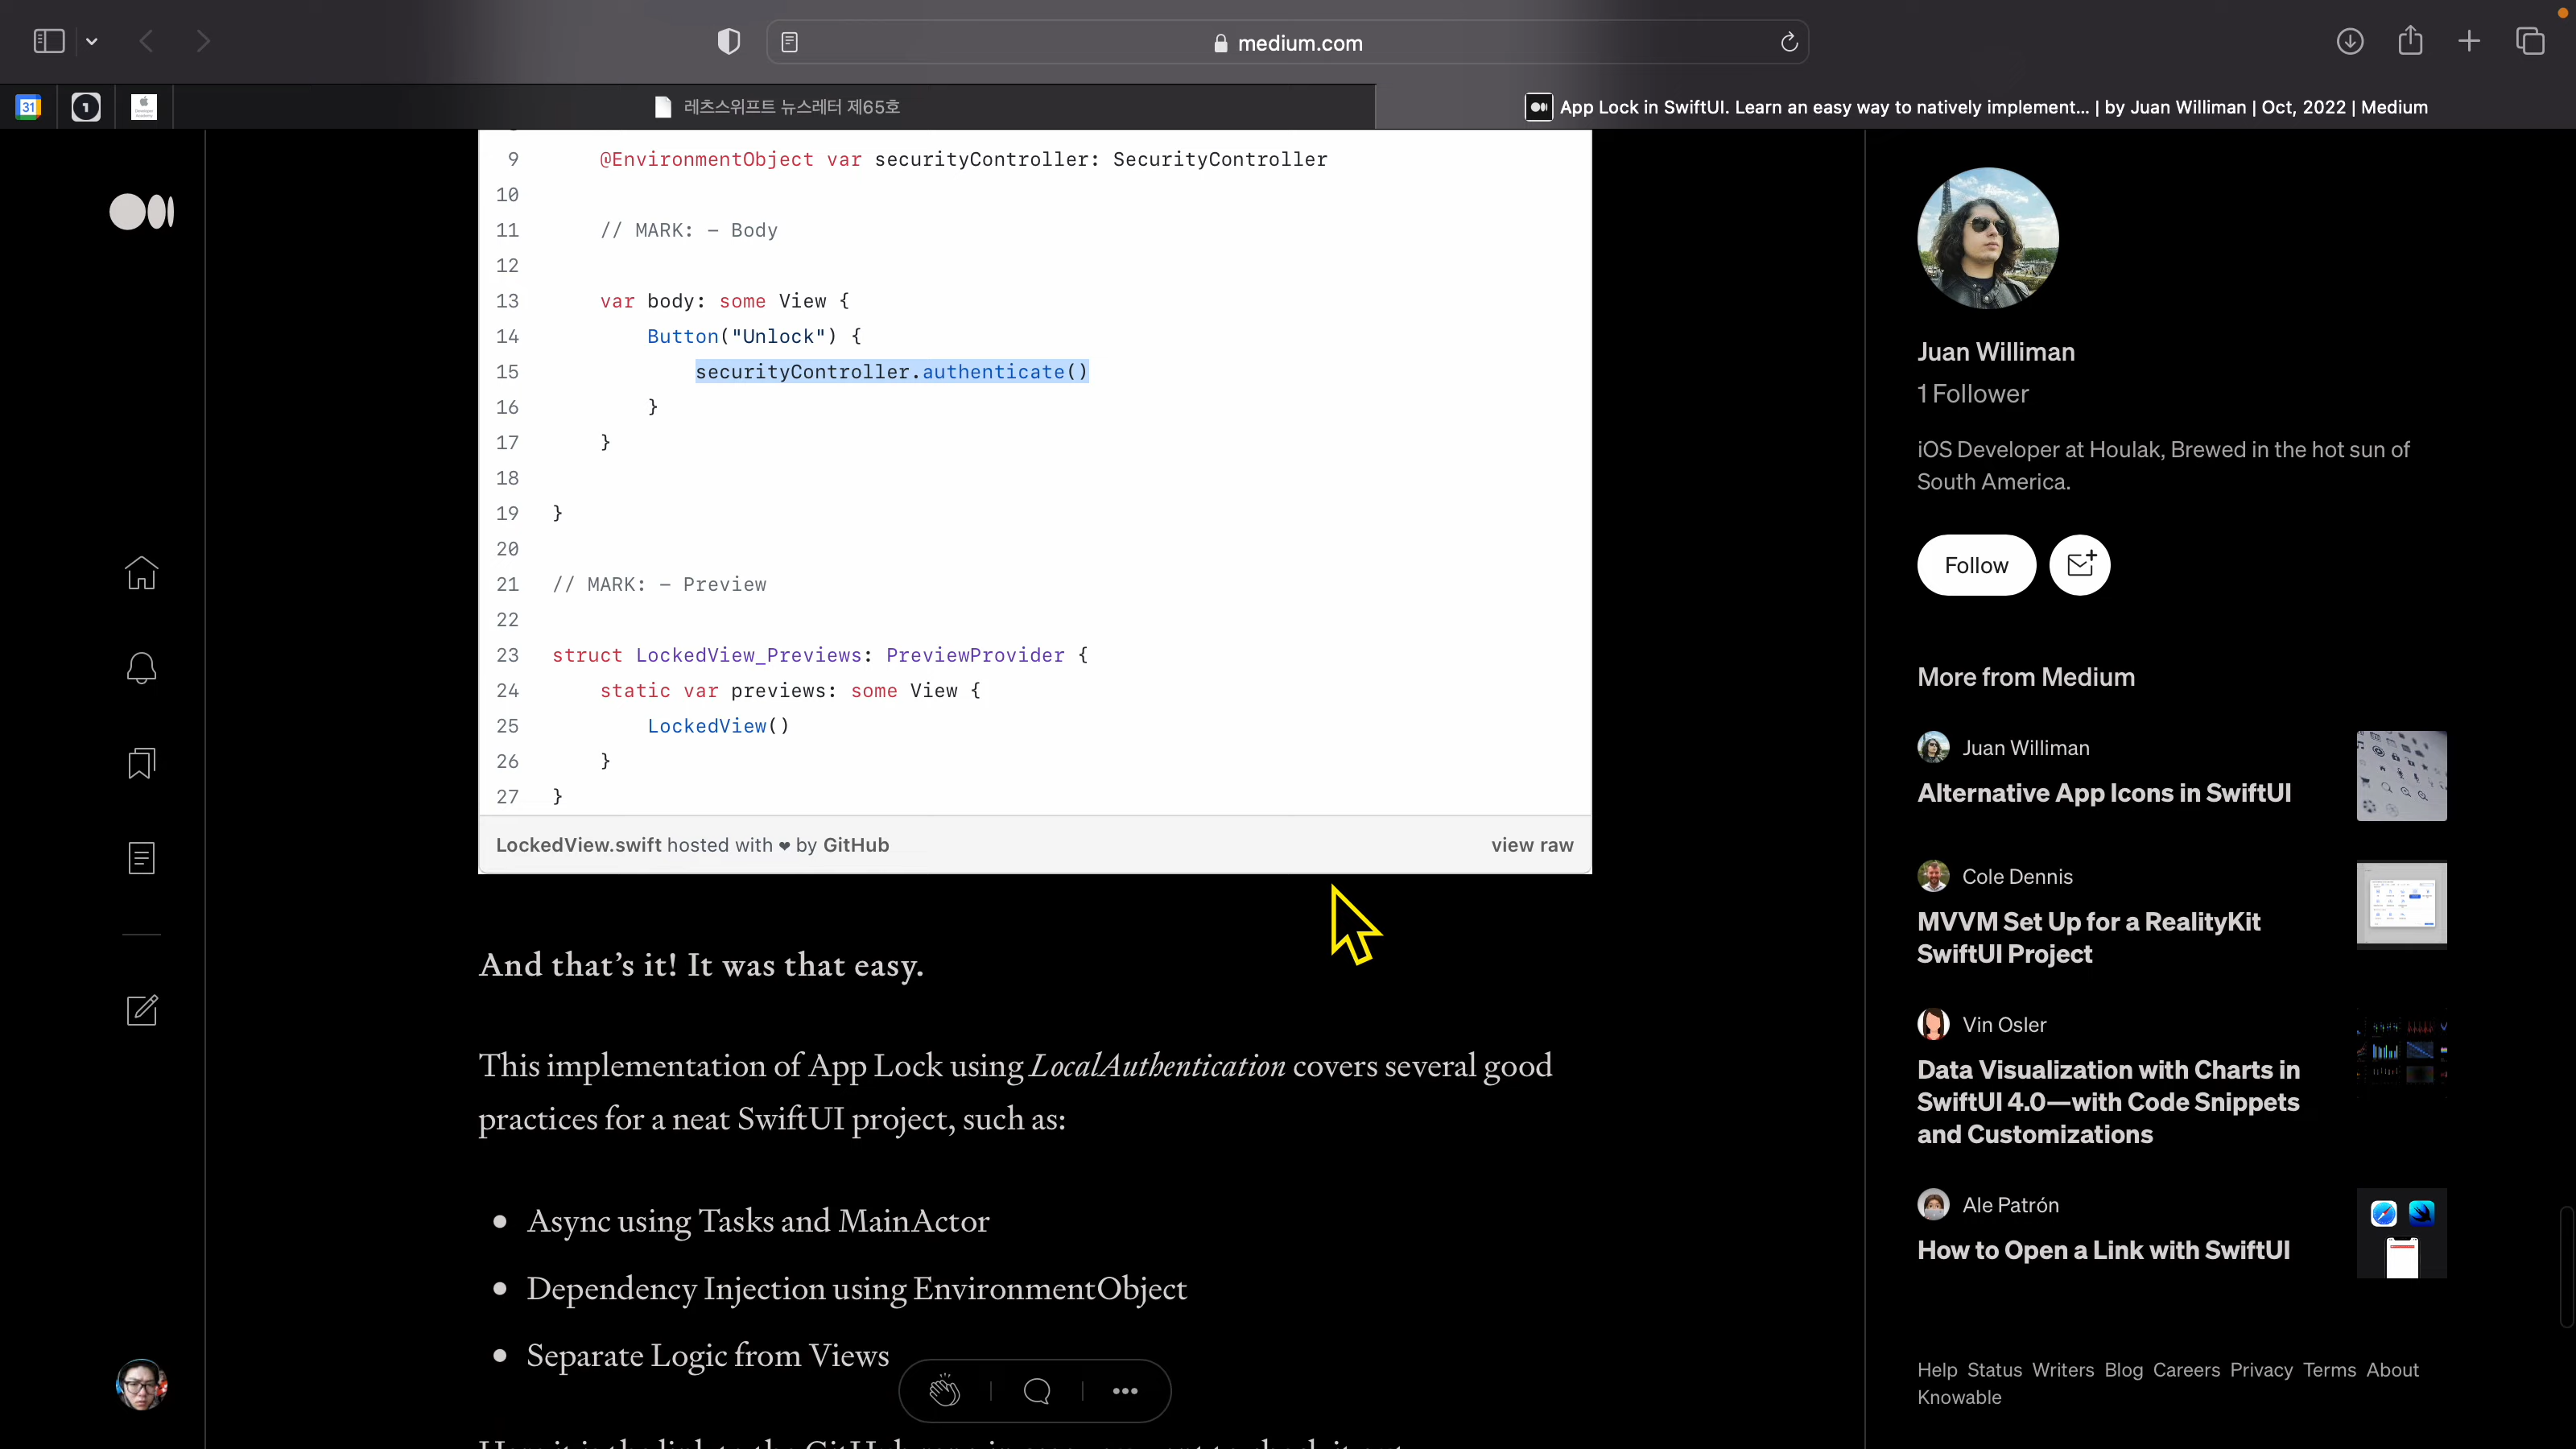 medium.com
31
1
레츠스위프트 뉴스레터 제65호
App Lock in SwiftUI. Learn an easy way to natively implement... | by Juan Williman | Oct, 2022 | Medium
9 @EnvironmentObject var securityController: SecurityController
10
11 // MARK: - Body
12
13 var body: some View {
14 Button("Unlock") {
15 securityController.authenticate()
16 }
17 }
18
19 }
20
21 // MARK: - Preview
22
23 struct LockedView_Previews: PreviewProvider {
24 static var previews: some View {
25 LockedView()
26 }
27 }
LockedView.swift hosted with ❤ by GitHub
view raw
And that’s it! It was that easy.
This implementation of App Lock using LocalAuthentication covers several good
practices for a neat SwiftUI project, such as:
• Async using Tasks and MainActor
• Dependency Injection using EnvironmentObject
• Separate Logic from Views
Juan Williman
1 Follower
iOS Developer at Houlak, Brewed in the hot sun of
South America.
Follow
More from Medium
Juan Williman
Alternative App Icons in SwiftUI
Cole Dennis
MVVM Set Up for a RealityKit
SwiftUI Project
Vin Osler
Data Visualization with Charts in
SwiftUI 4.0—with Code Snippets
and Customizations
Ale Patrón
How to Open a Link with SwiftUI
Help Status Writers Blog Careers Privacy Terms About
Knowable